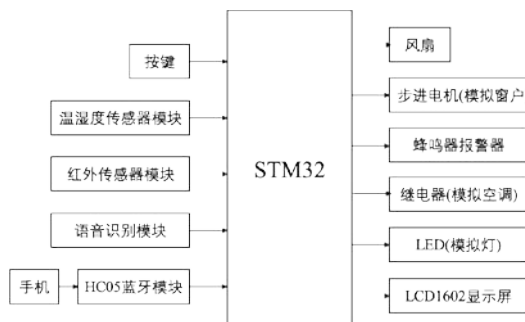 按键
温湿度传感器模块
红外传感器模块
语音识别模块
手机
HC05蓝牙模块
STM32
风扇
步进电机(模拟窗户
蜂鸣器报警器
继电器(模拟空调)
LED(模拟灯)
LCD1602显示屏